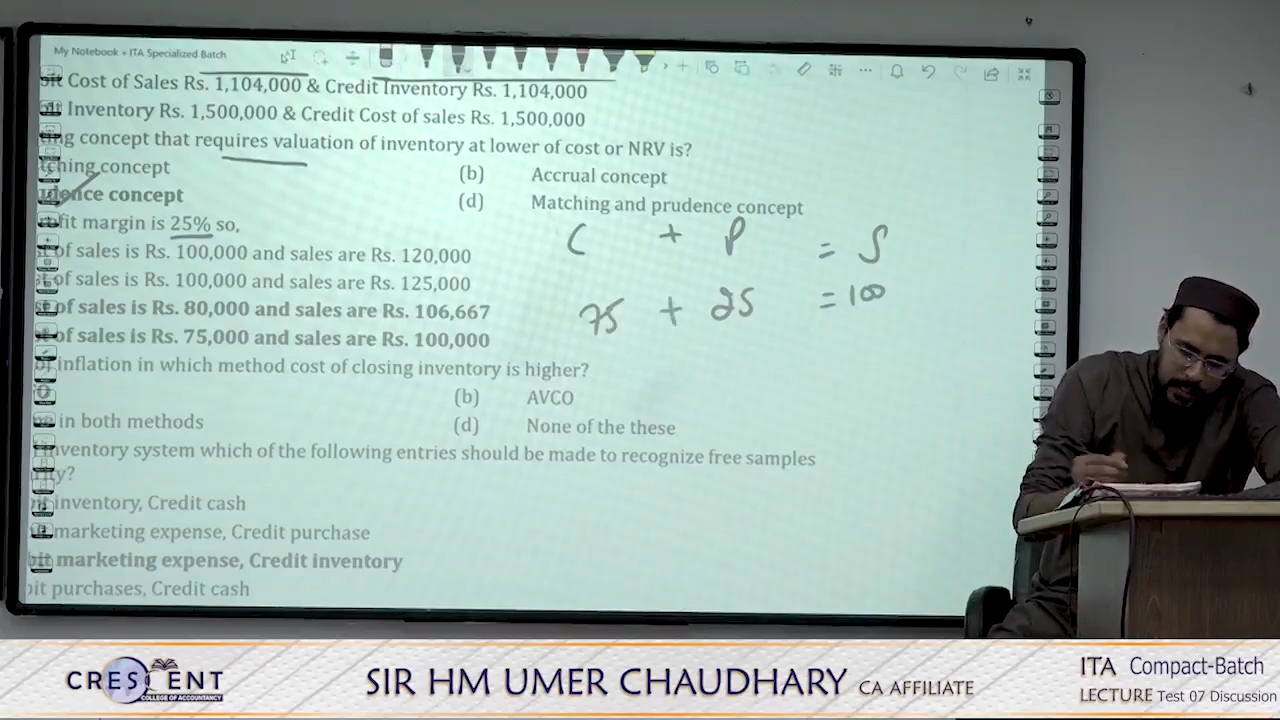 My Notebook • ITA Specialized Batch
Cost of Sales Rs. 1,104,000 & Credit Inventory Rs. 1,104,000
Inventory Rs. 1,500,000 & Credit Cost of sales Rs. 1,500,000
concept that requires valuation of inventory at lower of cost or NRV is?
concept (b) Accrual concept
concept (d) Matching and prudence concept
margin is 25% so,
C + P = S
of sales is Rs. 100,000 and sales are Rs. 120,000
of sales is Rs. 100,000 and sales are Rs. 125,000
75 + 25 = 100
of sales is Rs. 80,000 and sales are Rs. 106,667
of sales is Rs. 75,000 and sales are Rs. 100,000
inflation in which method cost of closing inventory is higher?
(b) AVCO
in both methods (d) None of the these
inventory system which of the following entries should be made to recognize free samples
inventory, Credit cash
marketing expense, Credit purchase
marketing expense, Credit inventory
purchases, Credit cash
CRESCENT
COLLEGE OF ACCOUNTANCY
SIR HM UMER CHAUDHARY CA AFFILIATE
ITA Compact-Batch
LECTURE Test 07 Discussion